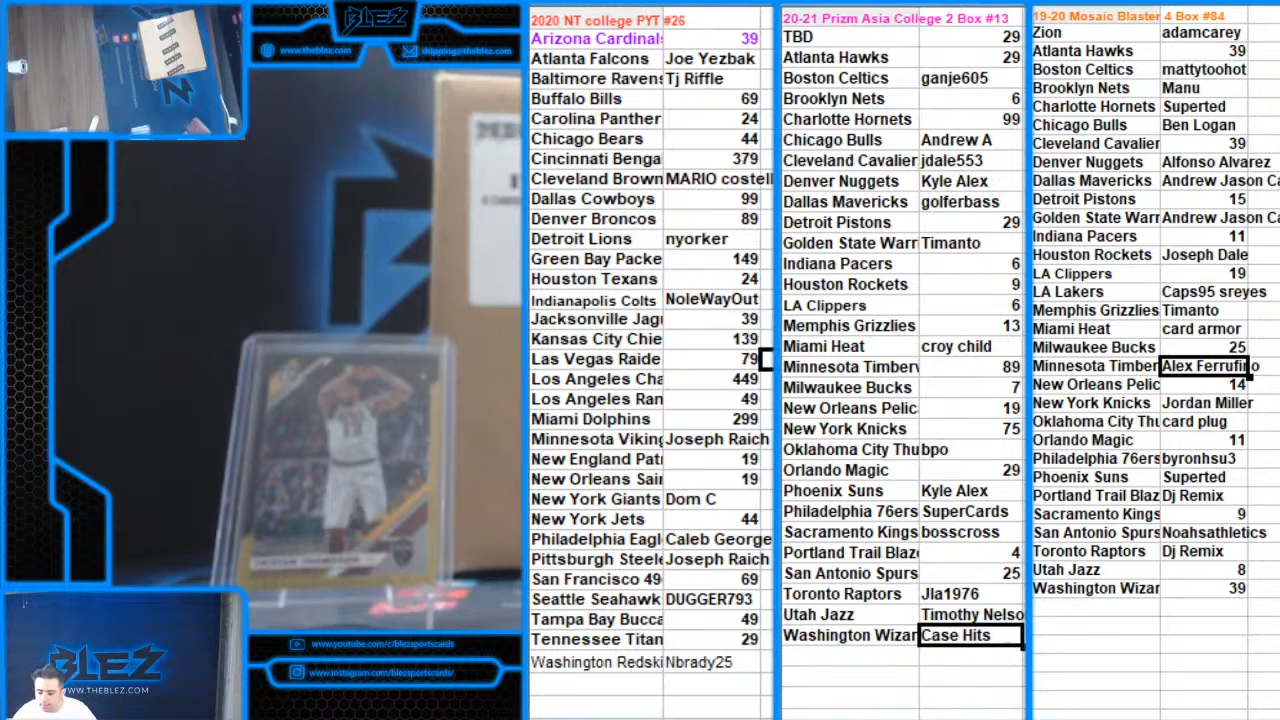 BLEZ
www.theblez.com
shipping@theblez.com
BLEZ
WWW.THEBLEZ.COM
www.youtube.com/c/blezsportscards
www.instagram.com/blezsportscards/
2020 NT college PYT #26
Arizona Cardinals 39
Atlanta Falcons Joe Yezbak
Baltimore Ravens Tj Riffle
Buffalo Bills 69
Carolina Panther 24
Chicago Bears 44
Cincinnati Benga 379
Cleveland Brown MARIO costell
Dallas Cowboys 99
Denver Broncos 89
Detroit Lions nyorker
Green Bay Packe 149
Houston Texans 24
Indianapolis Colts NoleWayOut
Jacksonville Jagu 39
Kansas City Chie 139
Las Vegas Raide 79
Los Angeles Cha 449
Los Angeles Ran 49
Miami Dolphins 299
Minnesota Viking Joseph Raich
New England Patr 19
New Orleans Sai 19
New York Giants Dom C
New York Jets 44
Philadelphia Eagl Caleb George
Pittsburgh Steele Joseph Raich
San Francisco 49 69
Seattle Seahawk DUGGER793
Tampa Bay Bucca 49
Tennessee Titan 29
Washington Redski Nbrady25
20-21 Prizm Asia College 2 Box #13
TBD 29
Atlanta Hawks 29
Boston Celtics ganje605
Brooklyn Nets 6
Charlotte Hornets 99
Chicago Bulls Andrew A
Cleveland Cavalier jdale553
Denver Nuggets Kyle Alex
Dallas Mavericks golferbass
Detroit Pistons 29
Golden State Warr Timanto
Indiana Pacers 6
Houston Rockets 9
LA Clippers 6
Memphis Grizzlies 13
Miami Heat croy child
Minnesota Timberv 89
Milwaukee Bucks 7
New Orleans Pelic 19
New York Knicks 75
Oklahoma City Thu bpo
Orlando Magic 29
Phoenix Suns Kyle Alex
Philadelphia 76ers SuperCards
Sacramento Kings bosscross
Portland Trail Blaz 4
San Antonio Spurs 25
Toronto Raptors Jla1976
Utah Jazz Timothy Nelso
Washington Wizar Case Hits
19-20 Mosaic Blaster 4 Box #84
Zion adamcarey
Atlanta Hawks 39
Boston Celtics mattytoohot
Brooklyn Nets Manu
Charlotte Hornets Superted
Chicago Bulls Ben Logan
Cleveland Cavalier 39
Denver Nuggets Alfonso Alvarez
Dallas Mavericks Andrew Jason Ca
Detroit Pistons 15
Golden State Warr Andrew Jason Ca
Indiana Pacers 11
Houston Rockets Joseph Dale
LA Clippers 19
LA Lakers Caps95 sreyes
Memphis Grizzlies Timanto
Miami Heat card armor
Milwaukee Bucks 25
Minnesota Timber Alex Ferrufino
New Orleans Pelic 14
New York Knicks Jordan Miller
Oklahoma City Thu card plug
Orlando Magic 11
Philadelphia 76ers byronhsu3
Phoenix Suns Superted
Portland Trail Blaz Dj Remix
Sacramento Kings 9
San Antonio Spurs Noahsathletics
Toronto Raptors Dj Remix
Utah Jazz 8
Washington Wizar 39